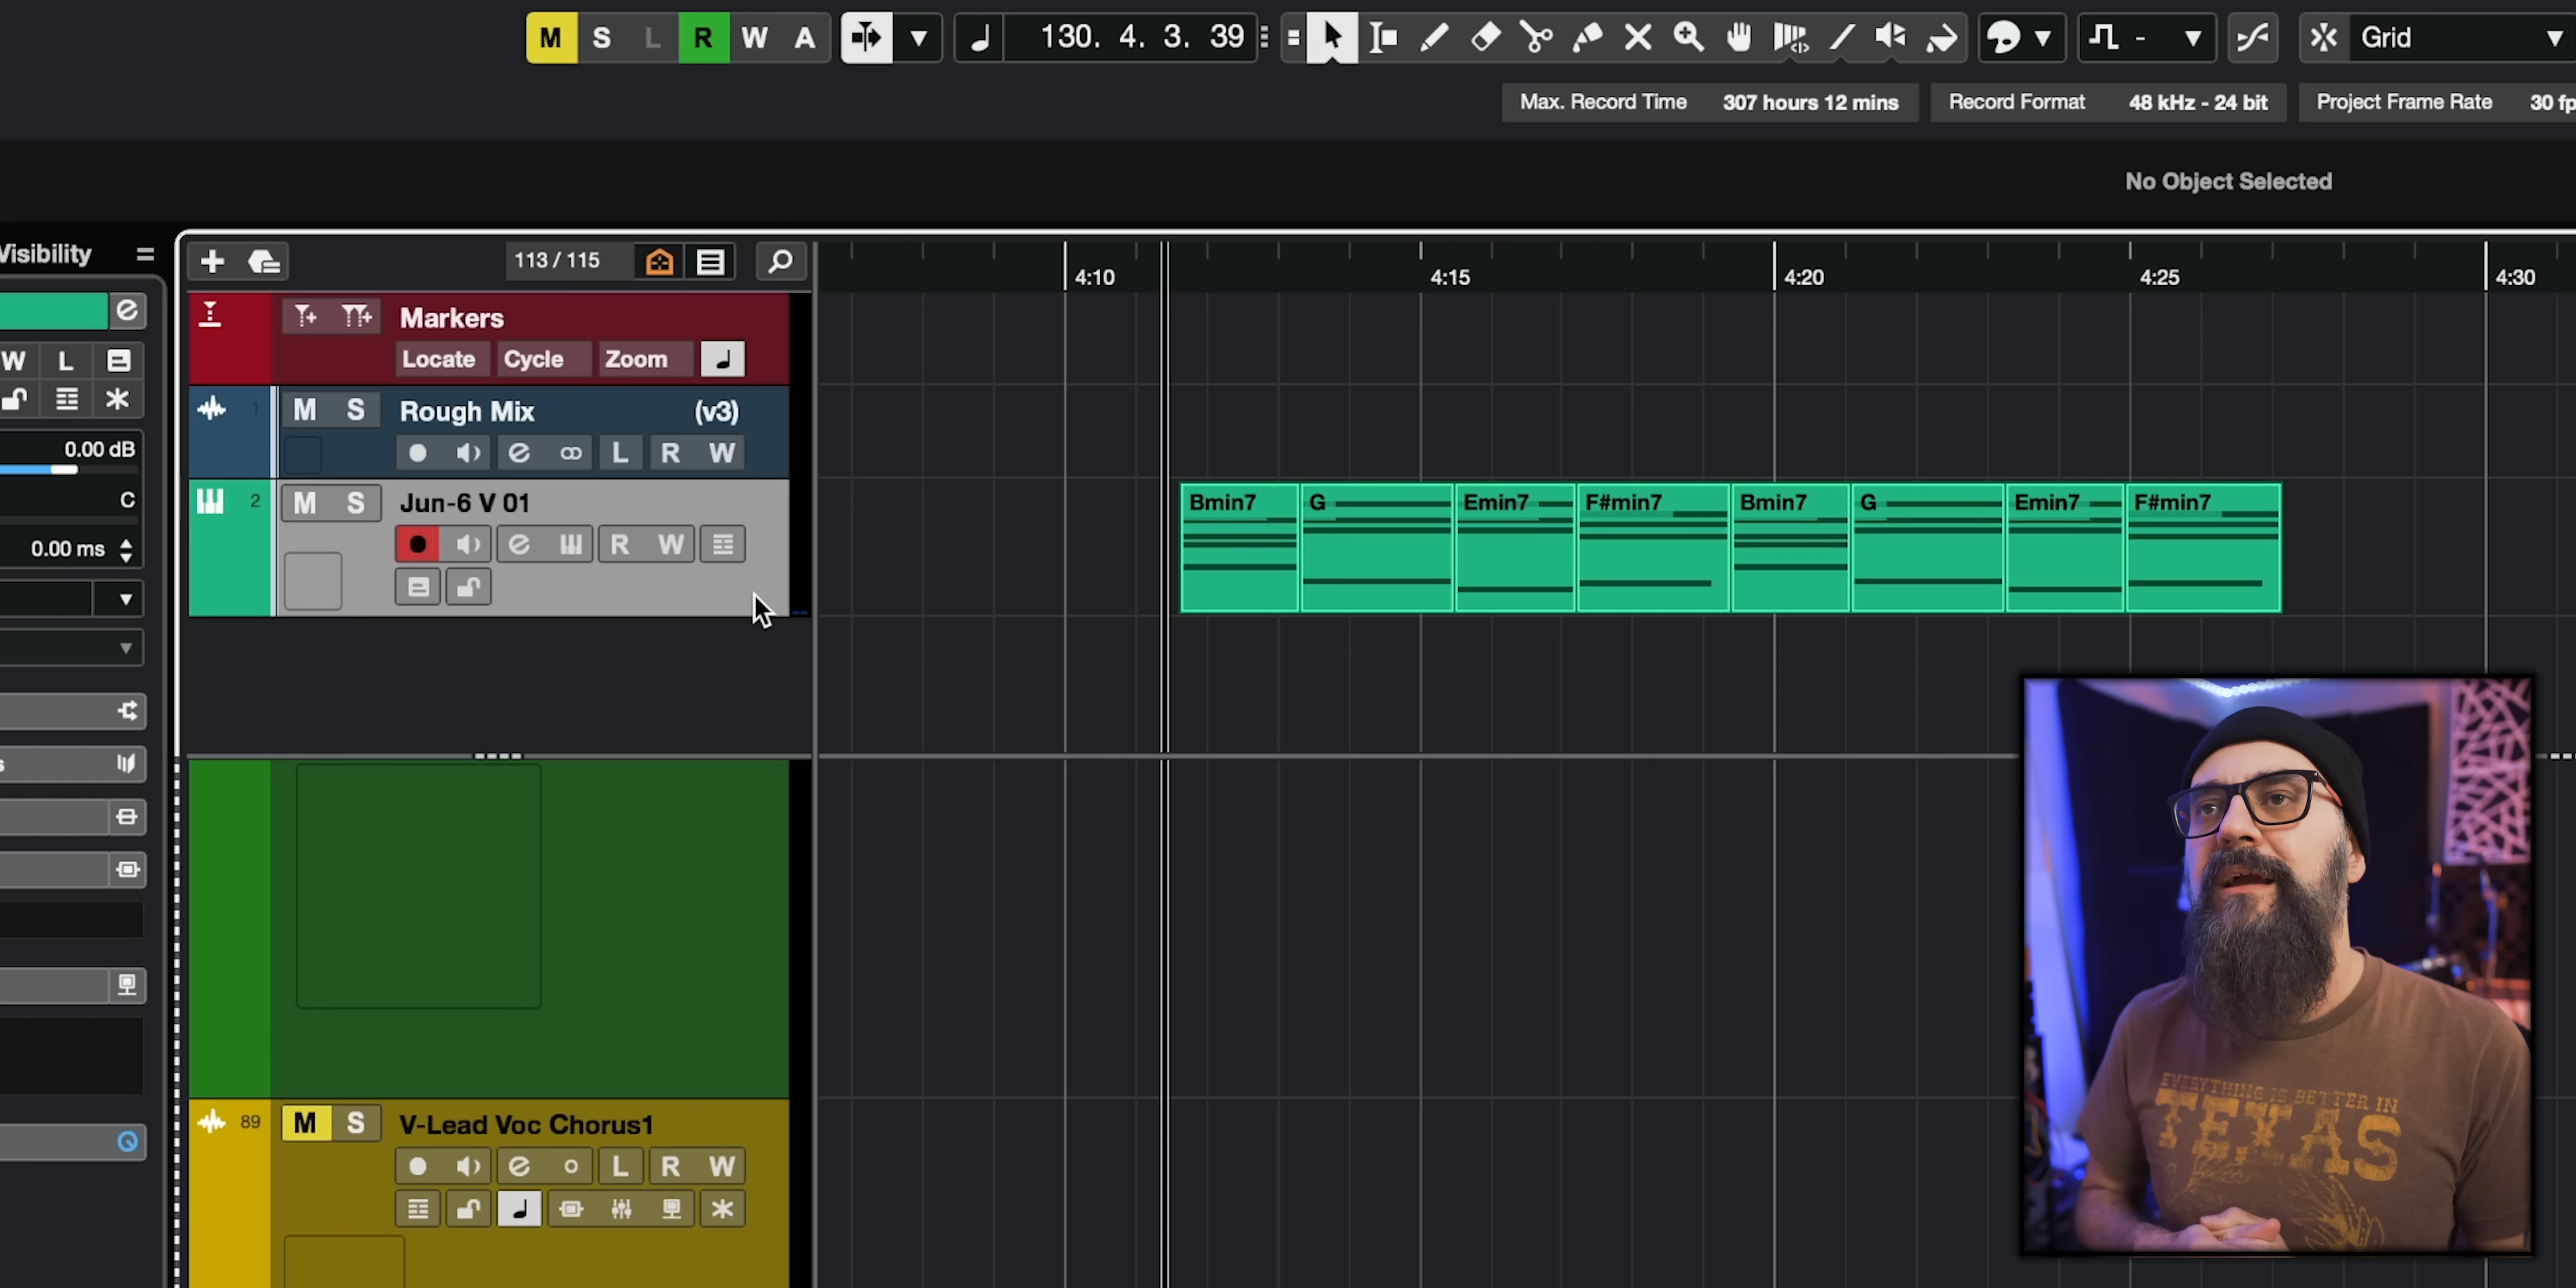 M S L R W A 130. 4. 3. 39 - Grid
Max. Record Time 307 hours 12 mins Record Format 48 kHz - 24 bit Project Frame Rate 30 fp
No Object Selected
Visibility 113 / 115 4:10 4:15 4:20 4:25 4:30
Markers
Locate Cycle Zoom
W L
1 M S Rough Mix (v3)
L R W
0.00 dB
C
2 M S Jun-6 V 01
Bmin7 G Emin7 F#min7 Bmin7 G Emin7 F#min7
0.00 ms
R W
s
EVERYTHING IS BETTER IN
TEXAS
89 M S V-Lead Voc Chorus1
L R W